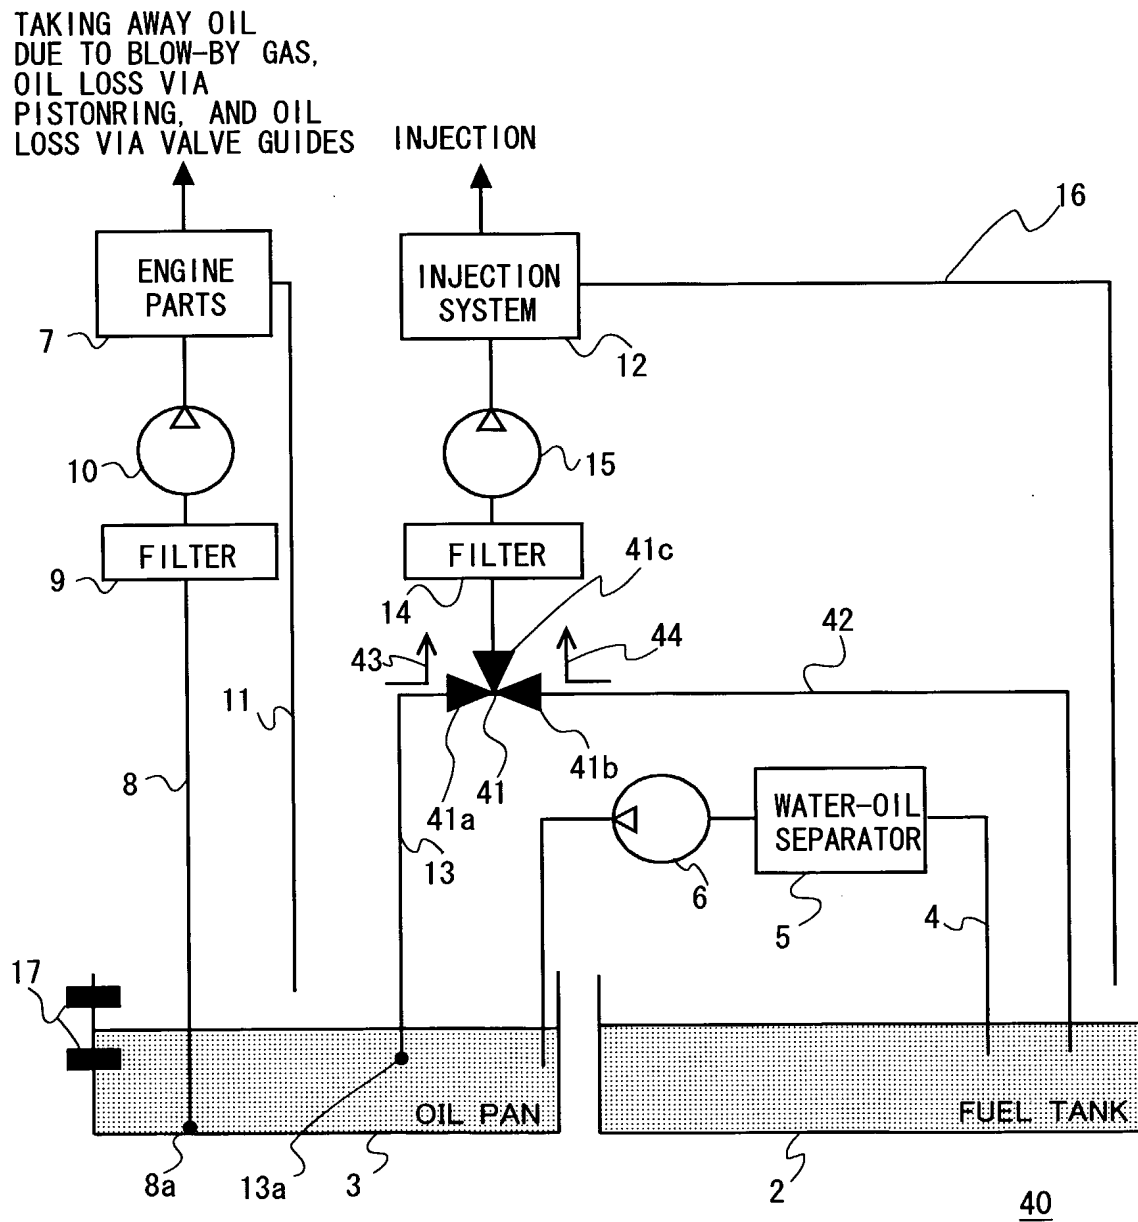 TAKING AWAY OIL
DUE TO BLOW-BY GAS,
OIL LOSS VIA
PISTONRING, AND OIL
LOSS VIA VALVE GUIDES
INJECTION
16
ENGINE
PARTS
INJECTION
SYSTEM
7
12
10
15
FILTER
FILTER
41c
9
14
42
43
44
11
8
41a
41
41b
WATER-OIL
SEPARATOR
13
6
5
4
17
OIL PAN
FUEL TANK
8a
13a
3
2
40